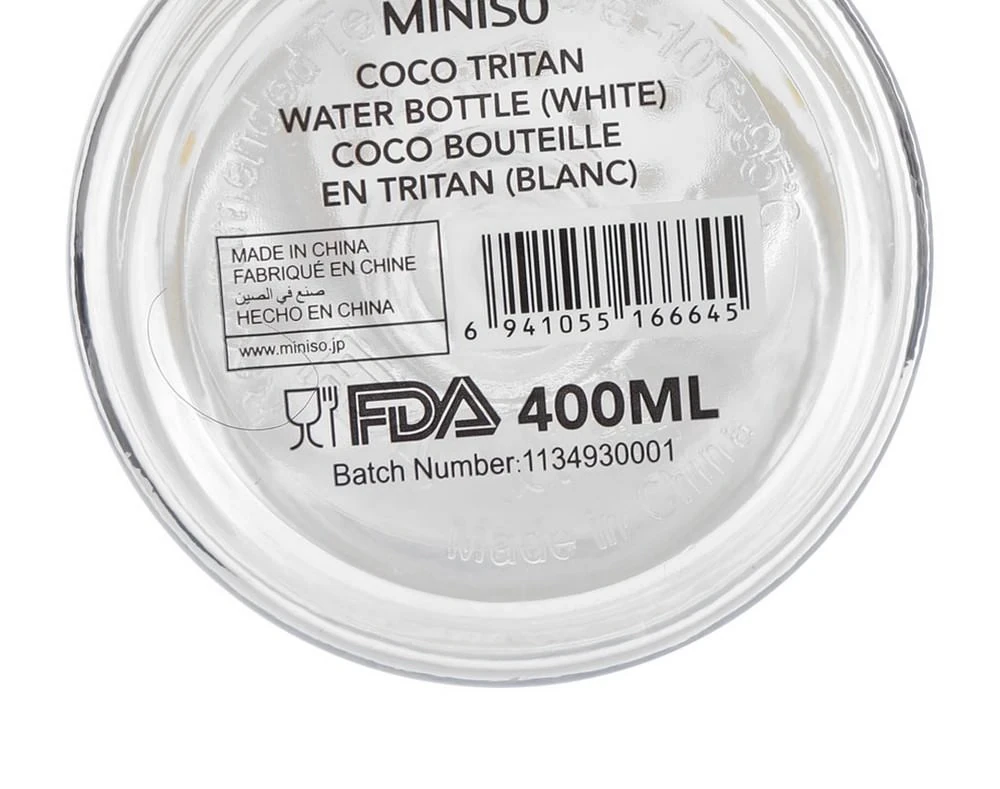 MINISO
COCO TRITAN
WATER BOTTLE (WHITE)
COCO BOUTEILLE
EN TRITAN (BLANC)
MADE IN CHINA
FABRIQUÉ EN CHINE
صنع في الصين
HECHO EN CHINA
www.miniso.jp
6 941055 166645
FDA 400ML
Batch Number:1134930001
Made in China